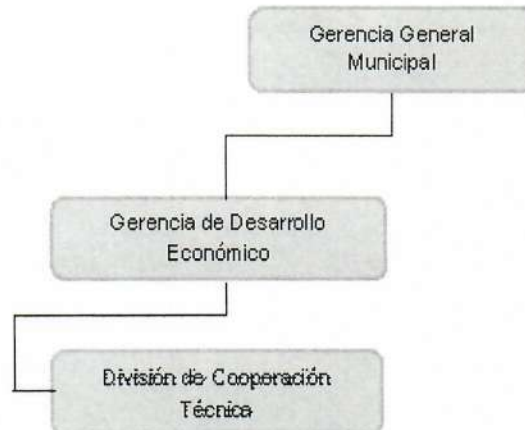 Gerencia General
Municipal
Gerencia de Desarrollo
Económico
División de Cooperación
Técnica